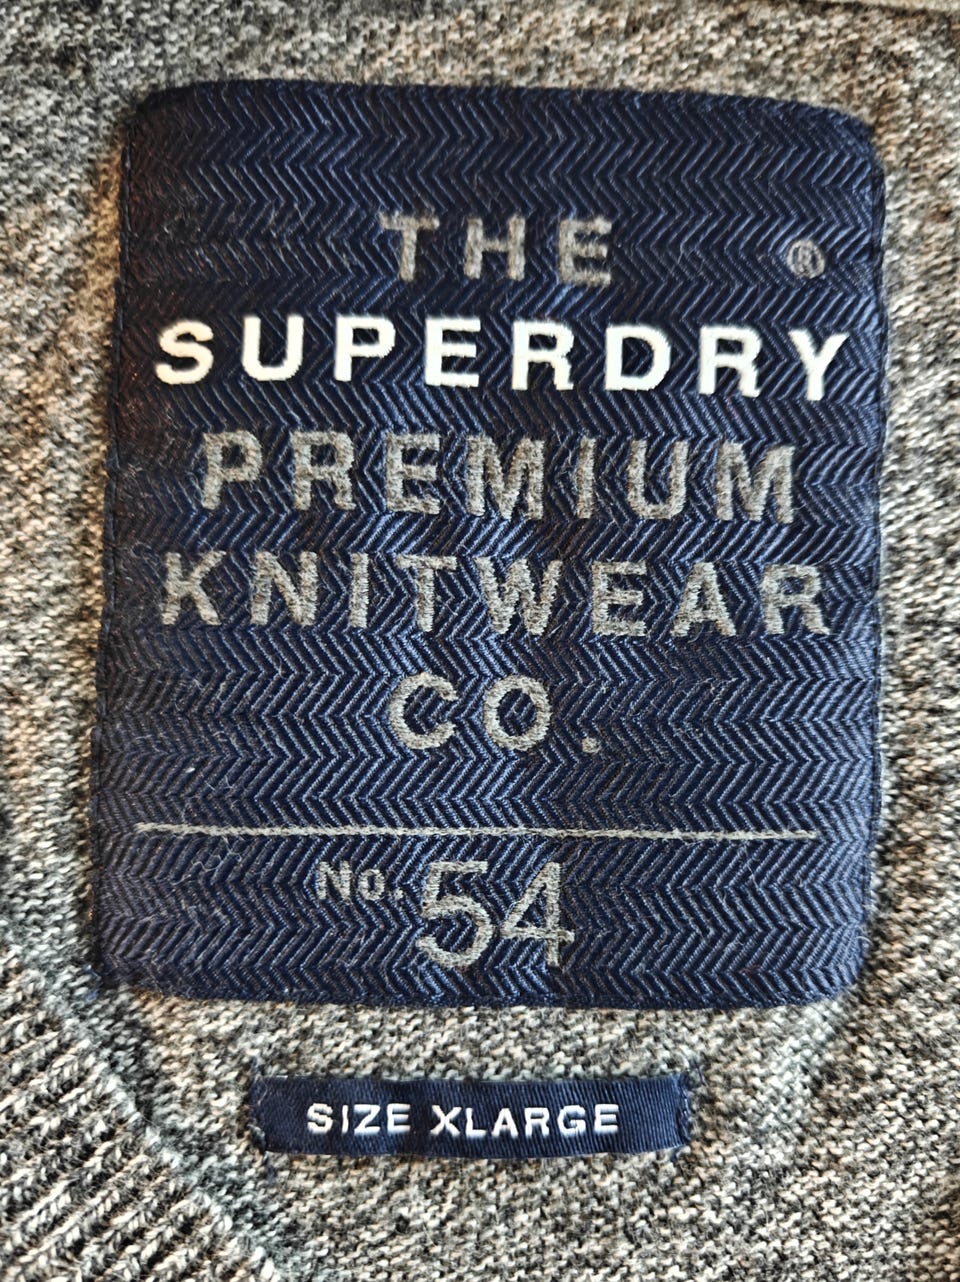 THE ®
SUPERDRY
PREMIUM
KNITWEAR
CO.
No. 54
SIZE XLARGE